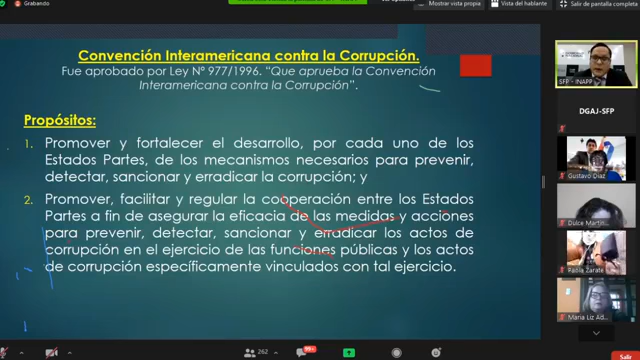 Grabando
Mostrar vista propia
Vista del hablante
Salir de pantalla completa
Convención Interamericana contra la Corrupción.
Fue aprobado por Ley Nº 977/1996. "Que aprueba la Convención
Interamericana contra la Corrupción".
Propósitos:
1. Promover y fortalecer el desarrollo, por cada uno de los
Estados Partes, de los mecanismos necesarios para prevenir,
detectar, sancionar y erradicar la corrupción; y
2. Promover, facilitar y regular la cooperación entre los Estados
Partes a fin de asegurar la eficacia de las medidas y acciones
para prevenir, detectar, sancionar y erradicar los actos de
corrupción en el ejercicio de las funciones públicas y los actos
de corrupción específicamente vinculados con tal ejercicio.
SFP - INAPP
DGAJ-SFP
Gustavo Diaz
Dulce Martin...
Paola Zarate
Maria Liz Ad...
262
99+
Salir